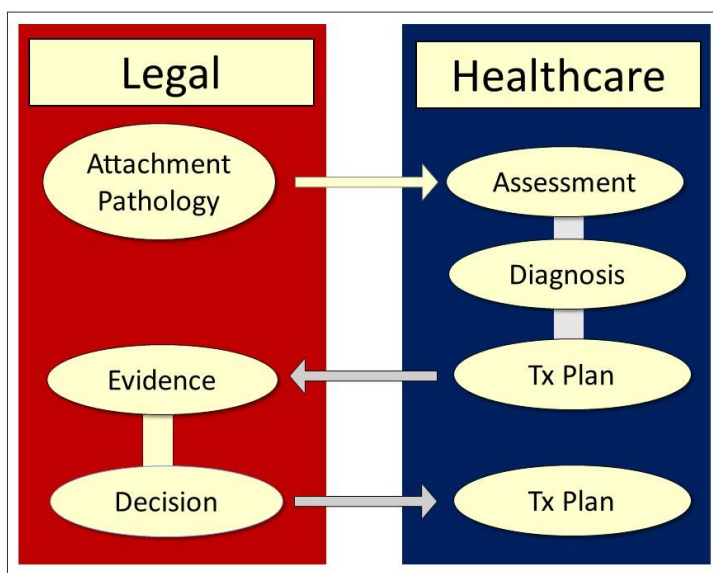 Legal
Healthcare
Attachment
Pathology
Assessment
Diagnosis
Evidence
Tx Plan
Decision
Tx Plan